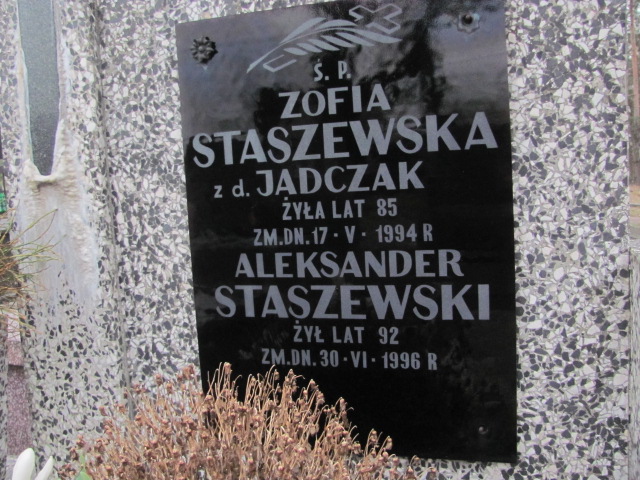 Ś. P.
ZOFIA
STASZEWSKA
z d. JADCZAK
ŻYŁA LAT 85
ZM.DN.17·V·1994 R
ALEKSANDER
STASZEWSKI
ŻYŁ LAT 92
ZM.DN.30·VI·1996 R